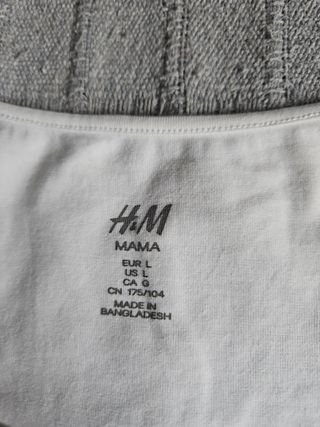 H&M
MAMA
EUR L
US L
CA G
CN 175/104
MADE IN
BANGLADESH